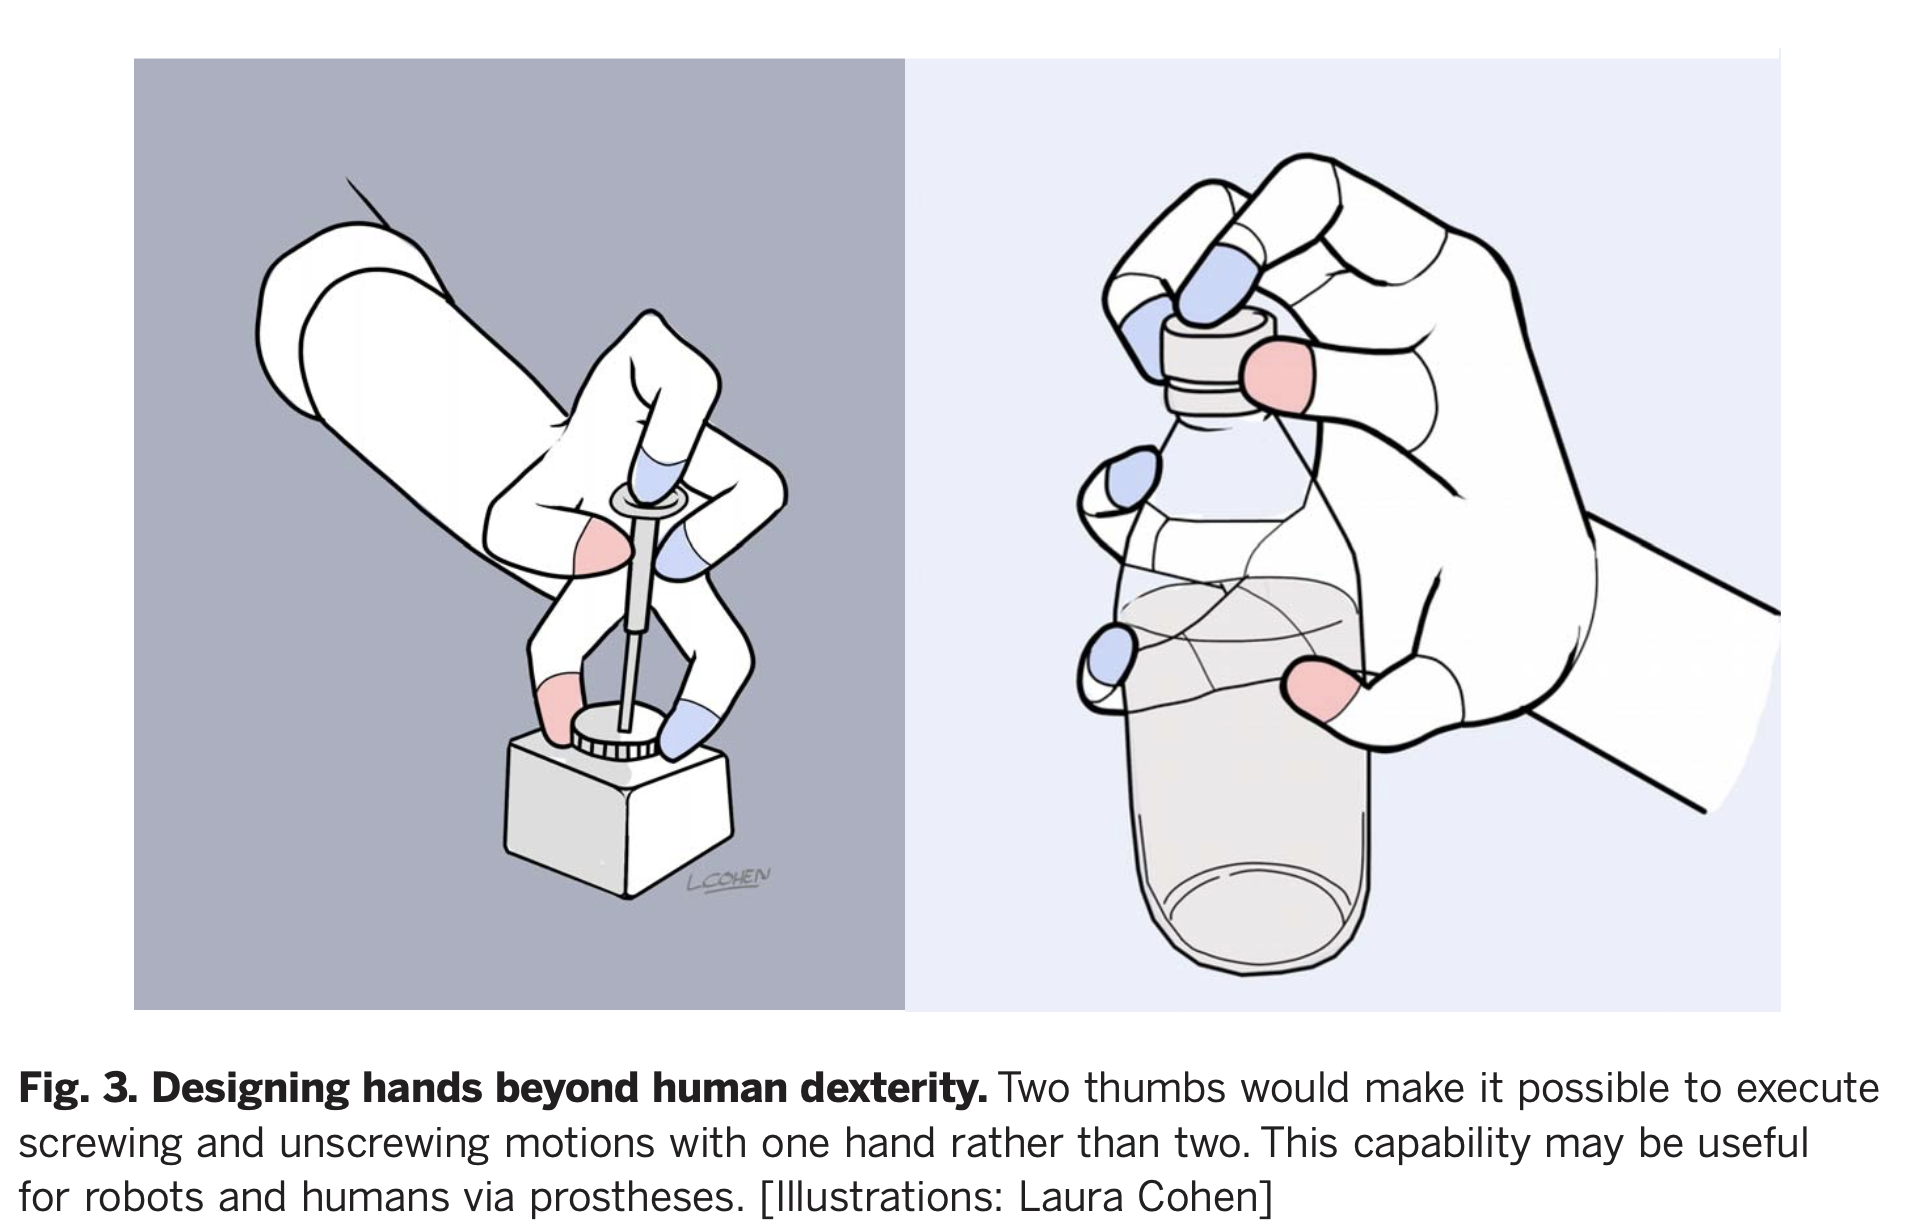 LCOHEN
Fig. 3. Designing hands beyond human dexterity. Two thumbs would make it possible to execute
screwing and unscrewing motions with one hand rather than two. This capability may be useful
for robots and humans via prostheses. [Illustrations: Laura Cohen]